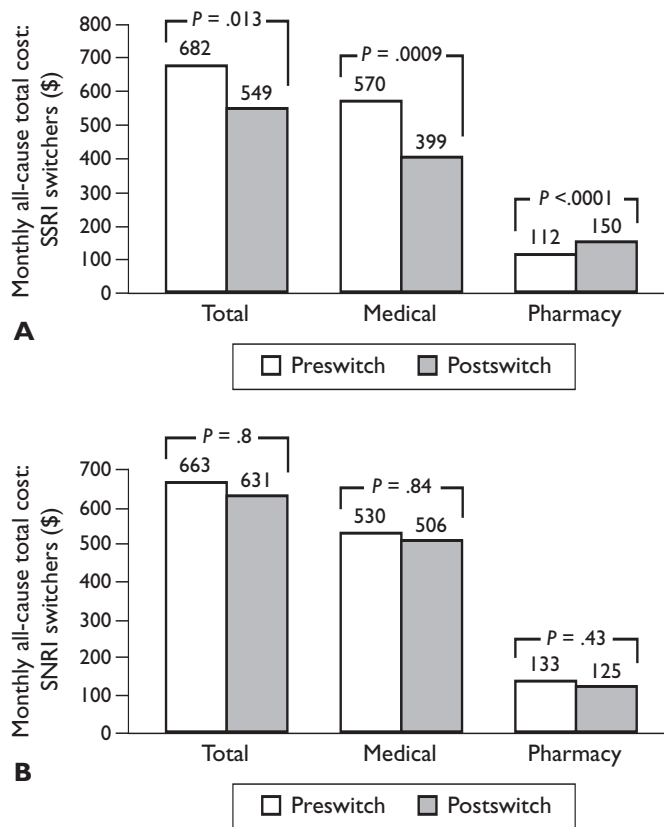 Monthly all-cause total cost:
SSRI switchers ($)
800
700
600
500
400
300
200
100
0
P = .013
682
549
P = .0009
570
399
P <.0001
112
150
Total Medical Pharmacy
A
Preswitch Postswitch
Monthly all-cause total cost:
SNRI switchers ($)
700
600
500
400
300
200
100
0
P = .8
663
631
P = .84
530
506
P = .43
133
125
Total Medical Pharmacy
B
Preswitch Postswitch